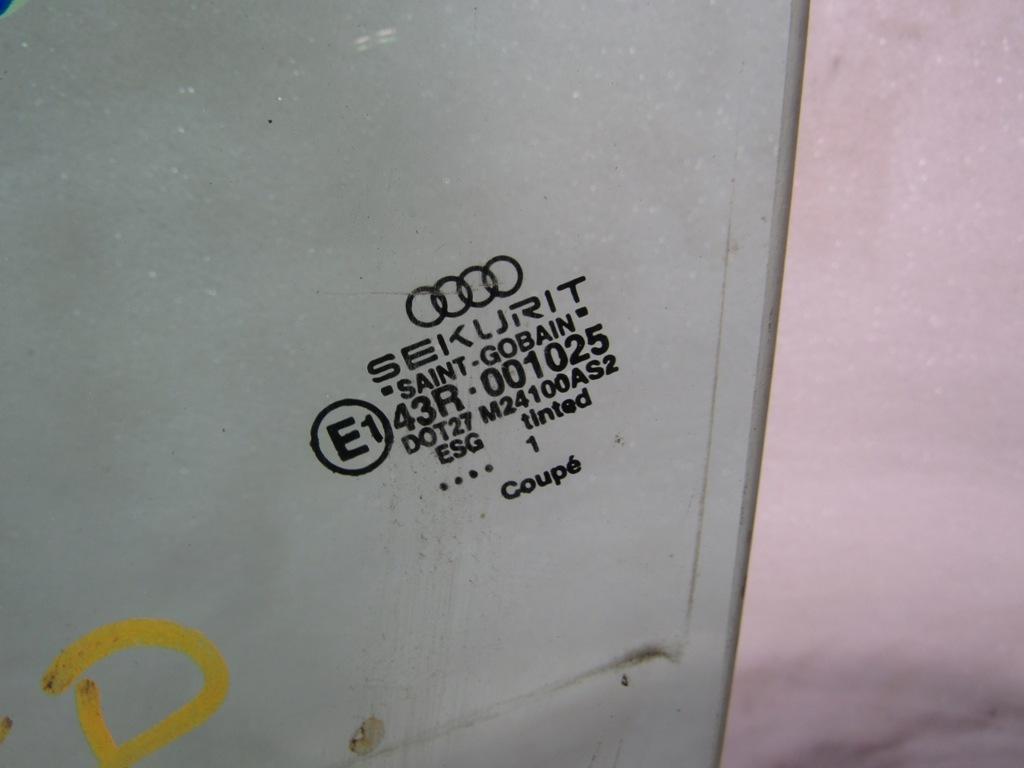 SEKURIT
• SAINT-GOBAIN •
E1 43R - 001025
DOT27 M24100AS2
ESG tinted
.... 1
Coupé
D